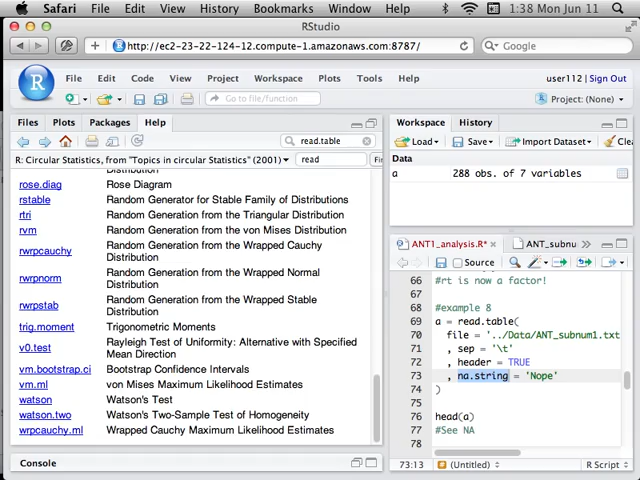 Safari File Edit View History Bookmarks Window Help 1:38 Mon Jun 11
RStudio
http://ec2-23-22-124-12.compute-1.amazonaws.com:8787/ Google
R File Edit Code View Project Workspace Plots Tools Help user112 | Sign Out
Go to file/function Project: (None)
Files Plots Packages Help
read.table
R: Circular Statistics, from "Topics in circular Statistics" (2001) read Fin
Distribution
rose.diag Rose Diagram
rstable Random Generator for Stable Family of Distributions
rtri Random Generation from the Triangular Distribution
rvm Random Generation from the von Mises Distribution
rwrpcauchy Random Generation from the Wrapped Cauchy
Distribution
rwrpnorm Random Generation from the Wrapped Normal
Distribution
rwrpstab Random Generation from the Wrapped Stable
Distribution
trig.moment Trigonometric Moments
v0.test Rayleigh Test of Uniformity: Alternative with Specified
Mean Direction
vm.bootstrap.ci Bootstrap Confidence Intervals
vm.ml von Mises Maximum Likelihood Estimates
watson Watson's Test
watson.two Watson's Two-Sample Test of Homogeneity
wrpcauchy.ml Wrapped Cauchy Maximum Likelihood Estimates
Console
Workspace History
Load Save Import Dataset Clea
Data
a 288 obs. of 7 variables
ANT1_analysis.R* ANT_subnu
Source
66 #rt is now a factor!
67
68 #example 8
69 a = read.table(
70 file = '../Data/ANT_subnum1.txt
71 , sep = '\t'
72 , header = TRUE
73 , na.string = 'Nope'
74 )
75
76 head(a)
77 #See NA
78
73:13 (Untitled) R Script